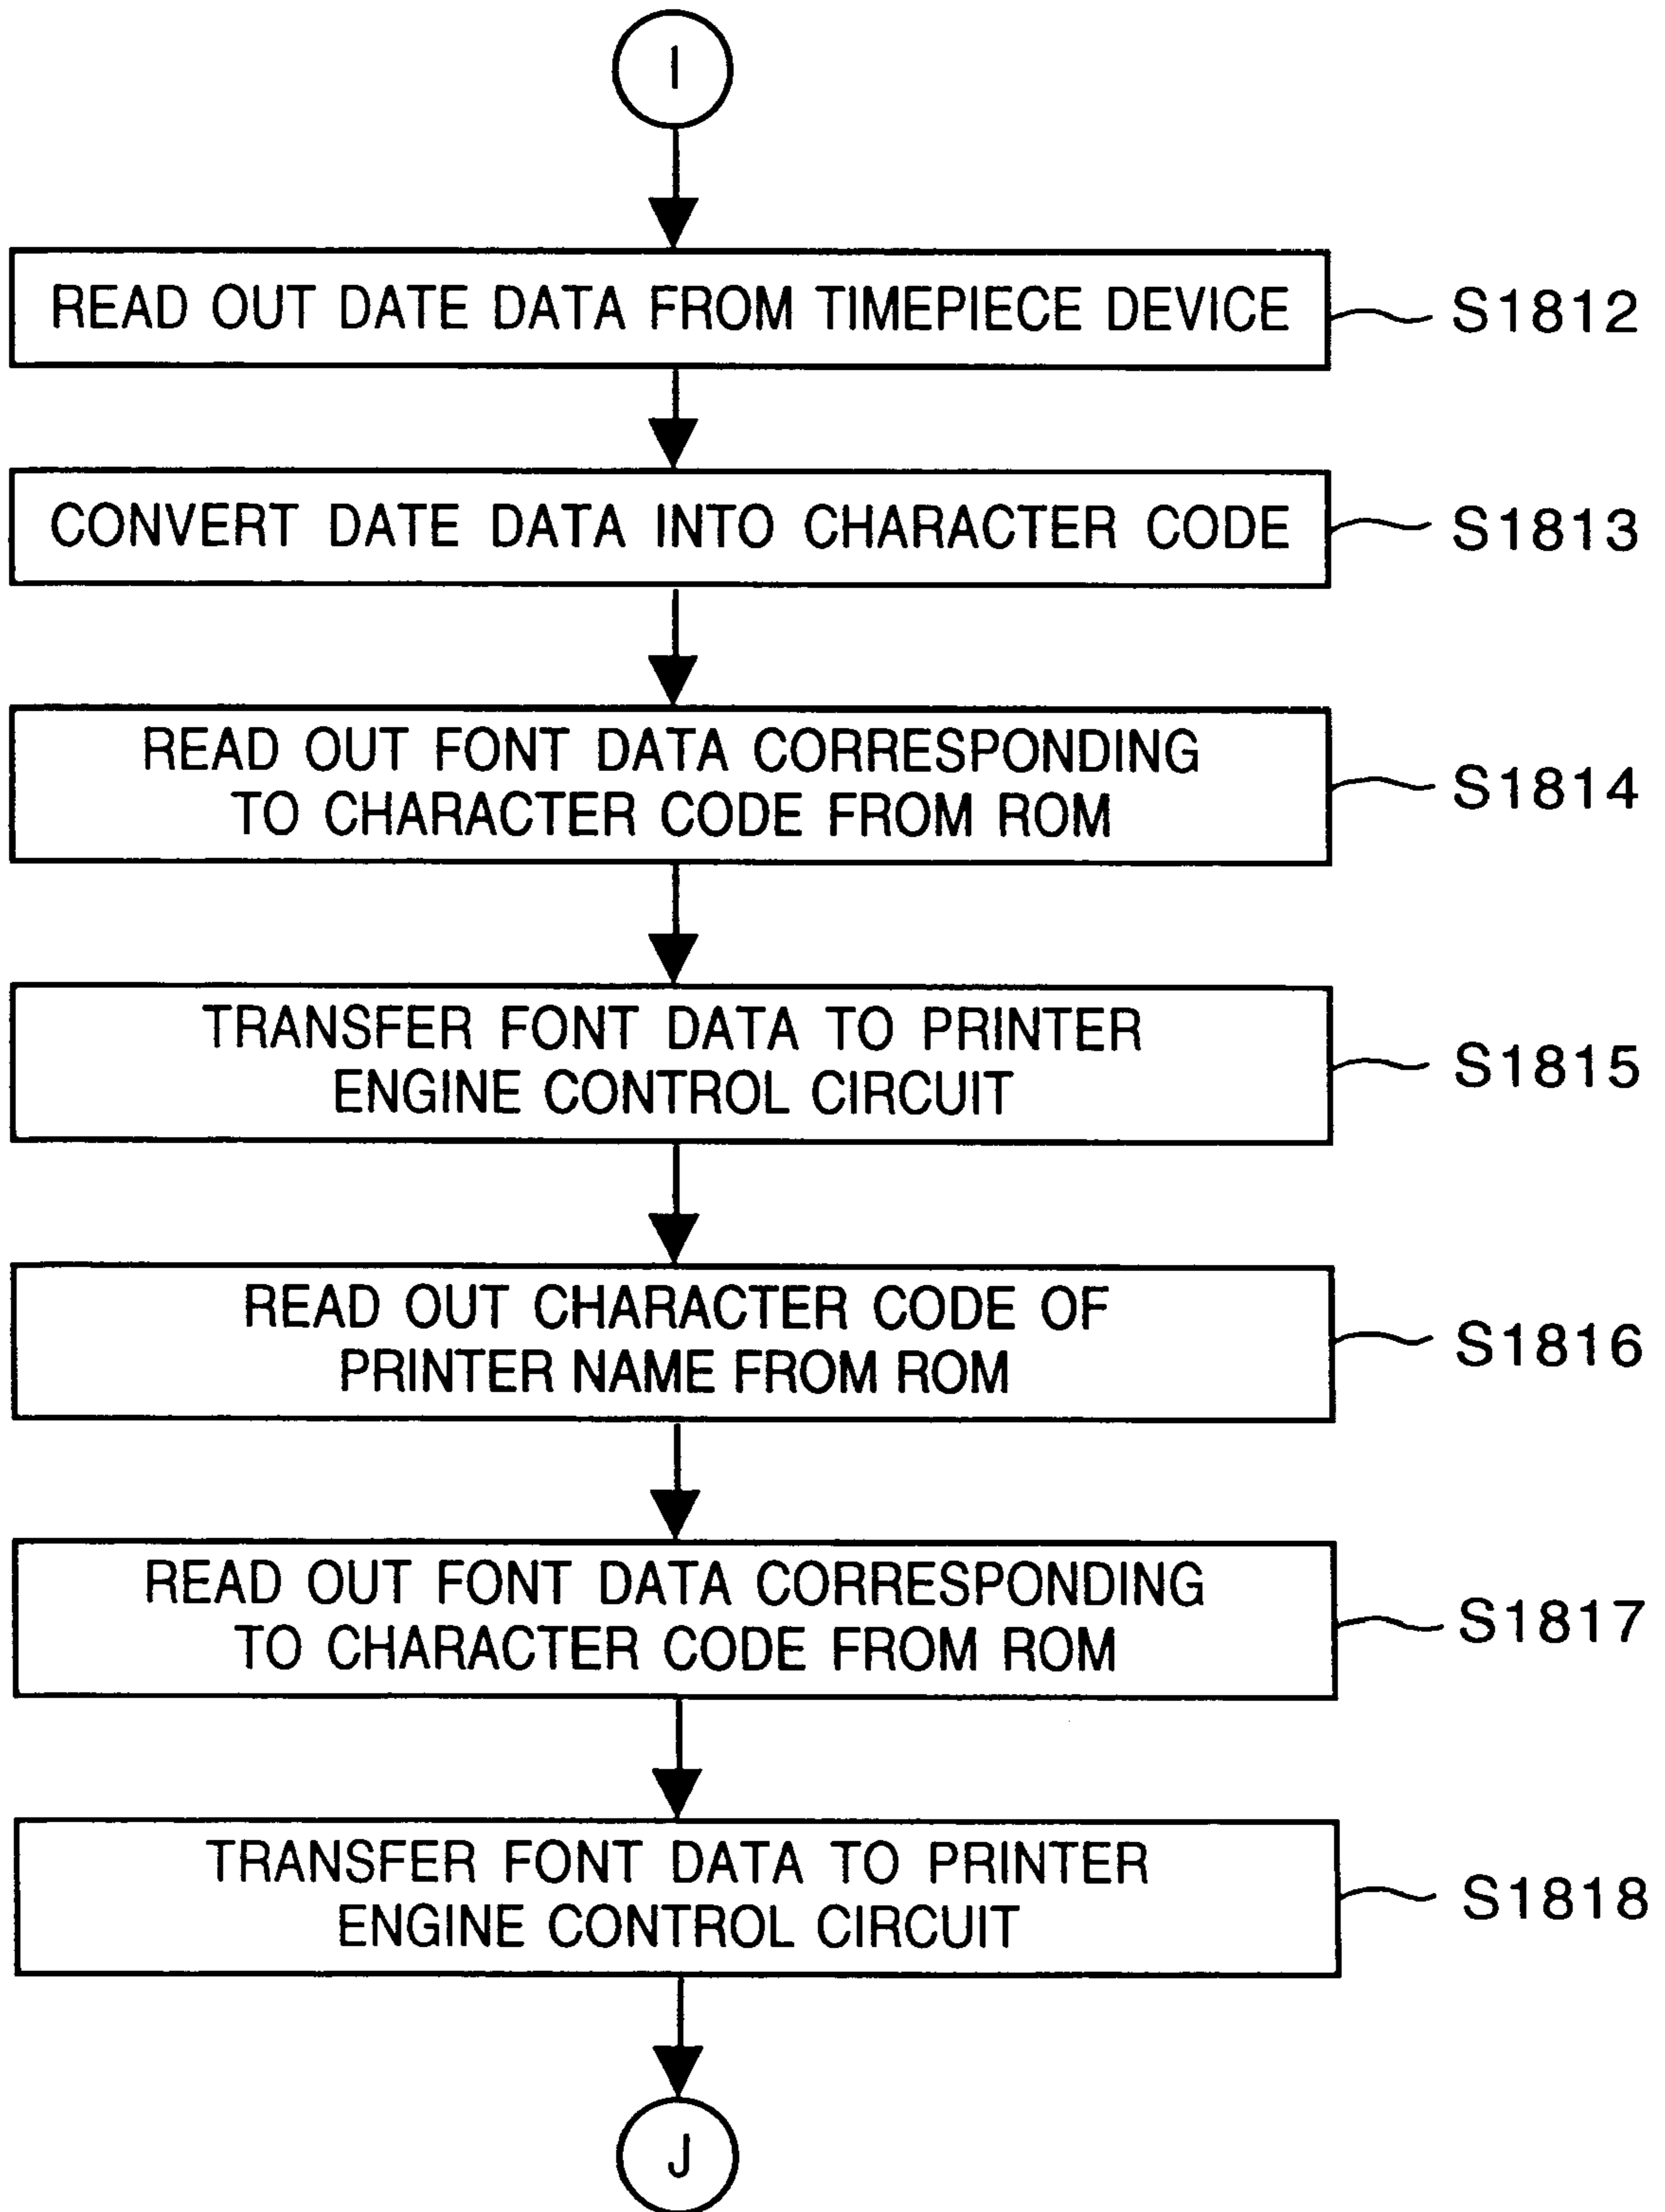 I
READ OUT DATE DATA FROM TIMEPIECE DEVICE
S1812
CONVERT DATE DATA INTO CHARACTER CODE
S1813
READ OUT FONT DATA CORRESPONDING
TO CHARACTER CODE FROM ROM
S1814
TRANSFER FONT DATA TO PRINTER
ENGINE CONTROL CIRCUIT
S1815
READ OUT CHARACTER CODE OF
PRINTER NAME FROM ROM
S1816
READ OUT FONT DATA CORRESPONDING
TO CHARACTER CODE FROM ROM
S1817
TRANSFER FONT DATA TO PRINTER
ENGINE CONTROL CIRCUIT
S1818
J